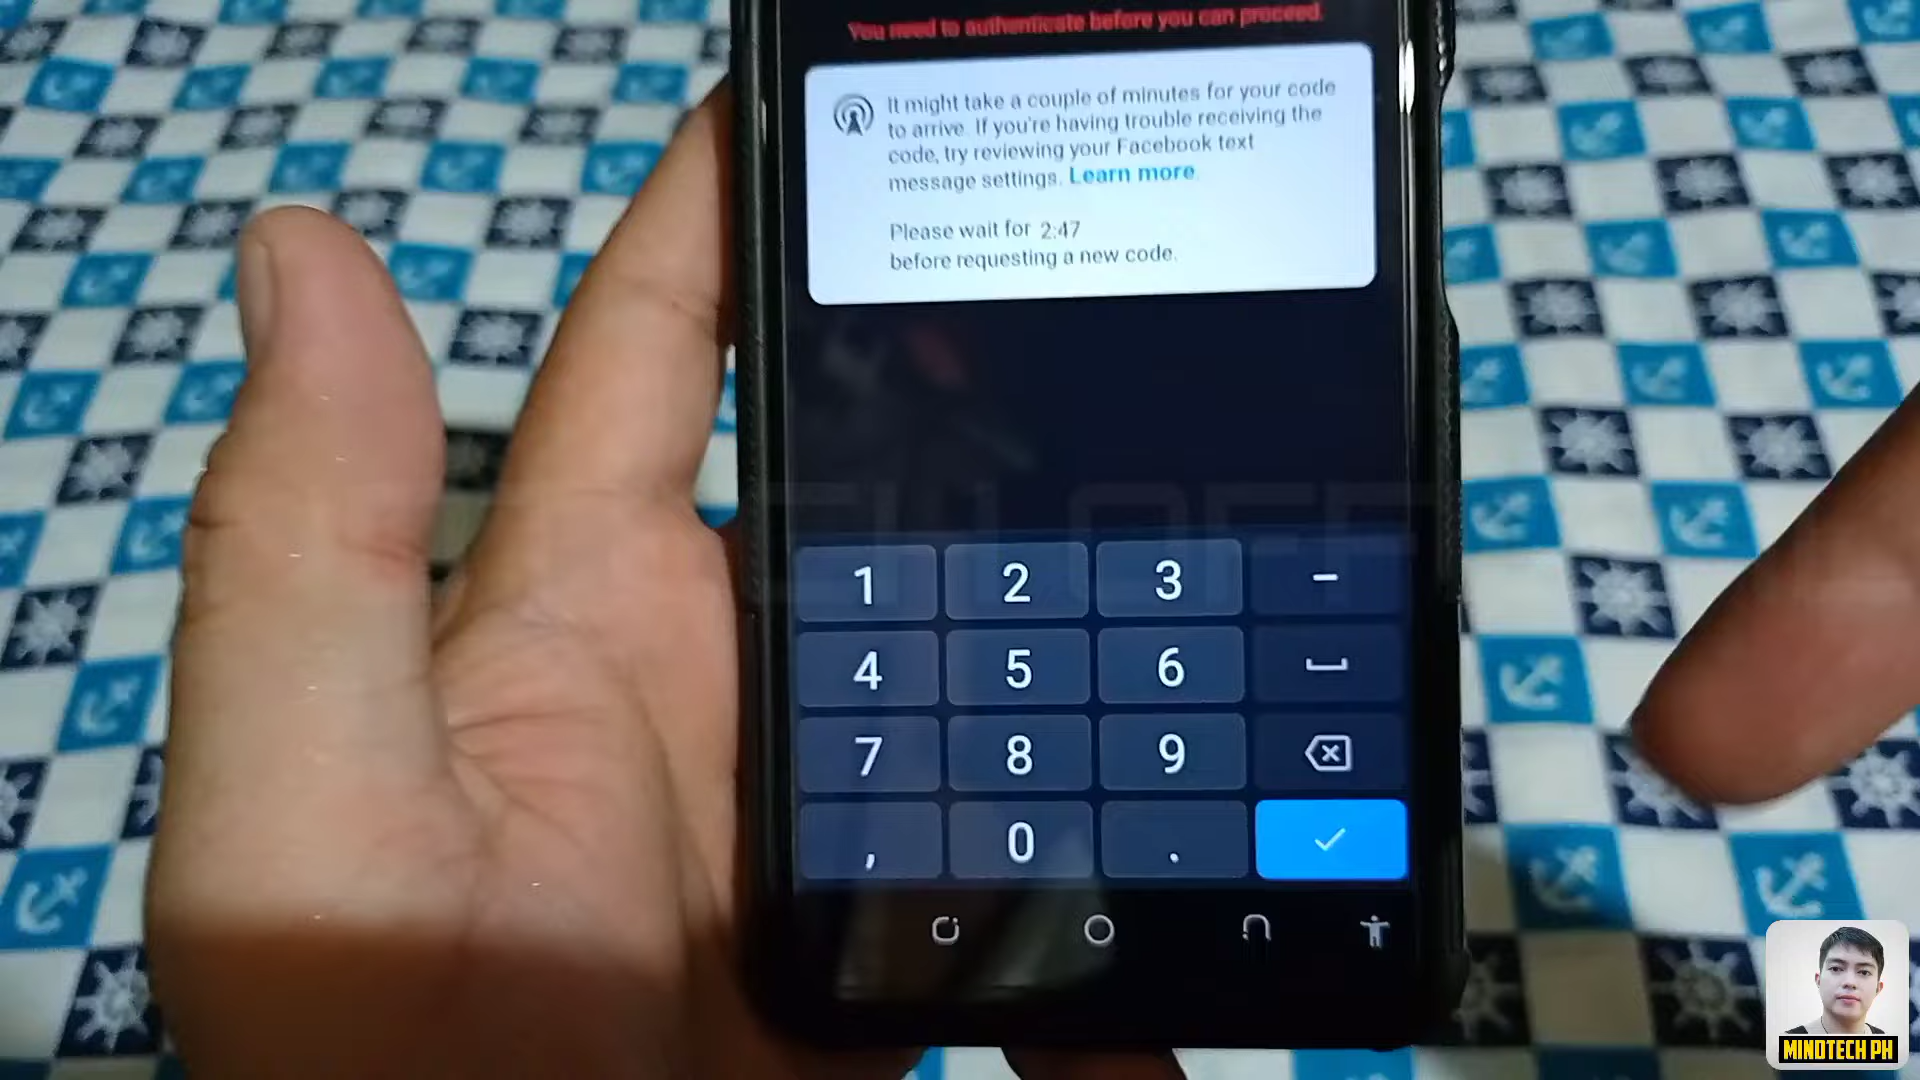 You need to authenticate before you can proceed.
It might take a couple of minutes for your code
to arrive. If you're having trouble receiving the
code, try reviewing your Facebook text
message settings. Learn more.
Please wait for 2:47
before requesting a new code.
1 2 3 -
4 5 6
7 8 9
, 0 .
MINDTECH PH